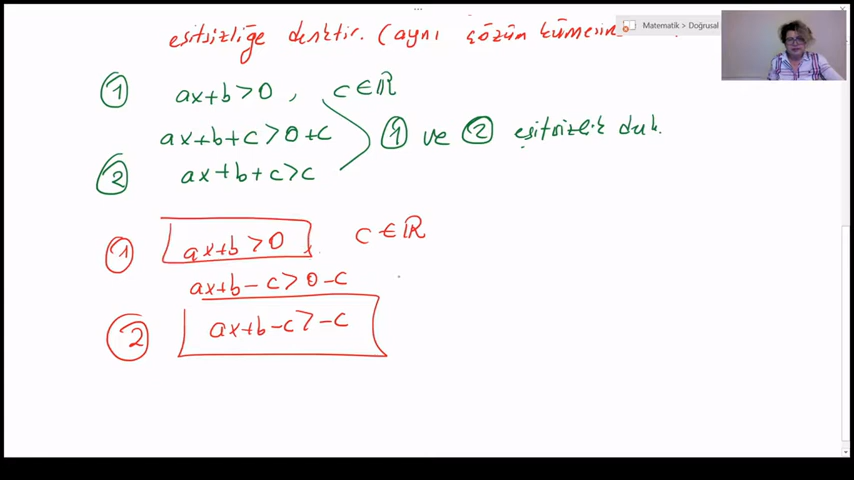 eşitsizliğe denktir. (aynı çözüm kümesine
Matematik > Doğrusal
① ax+b>0, c∈ℝ
ax+b+c>0+c
① ve ② eşitsizlik denk.
② ax+b+c>c
① ax+b>0 c∈ℝ
ax+b-c>0-c
② ax+b-c>-c